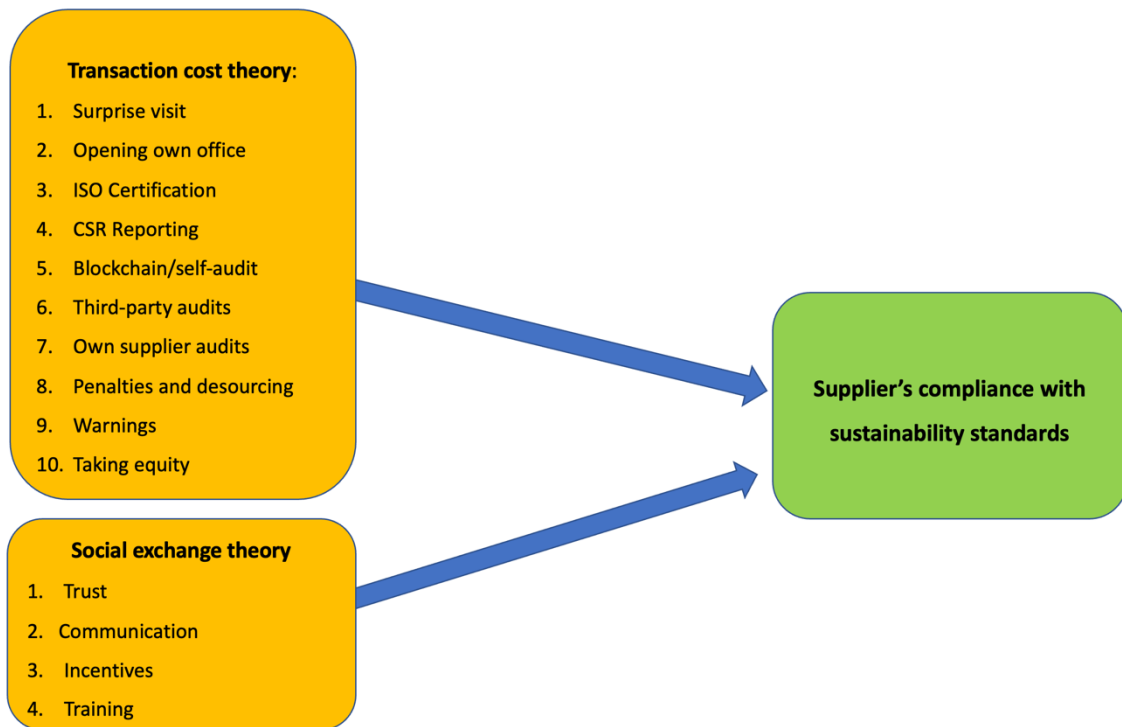 Transaction cost theory:
1. Surprise visit
2. Opening own office
3. ISO Certification
4. CSR Reporting
5. Blockchain/self-audit
6. Third-party audits
7. Own supplier audits
8. Penalties and desourcing
9. Warnings
10. Taking equity
Social exchange theory
1. Trust
2. Communication
3. Incentives
4. Training
Supplier’s compliance with
sustainability standards